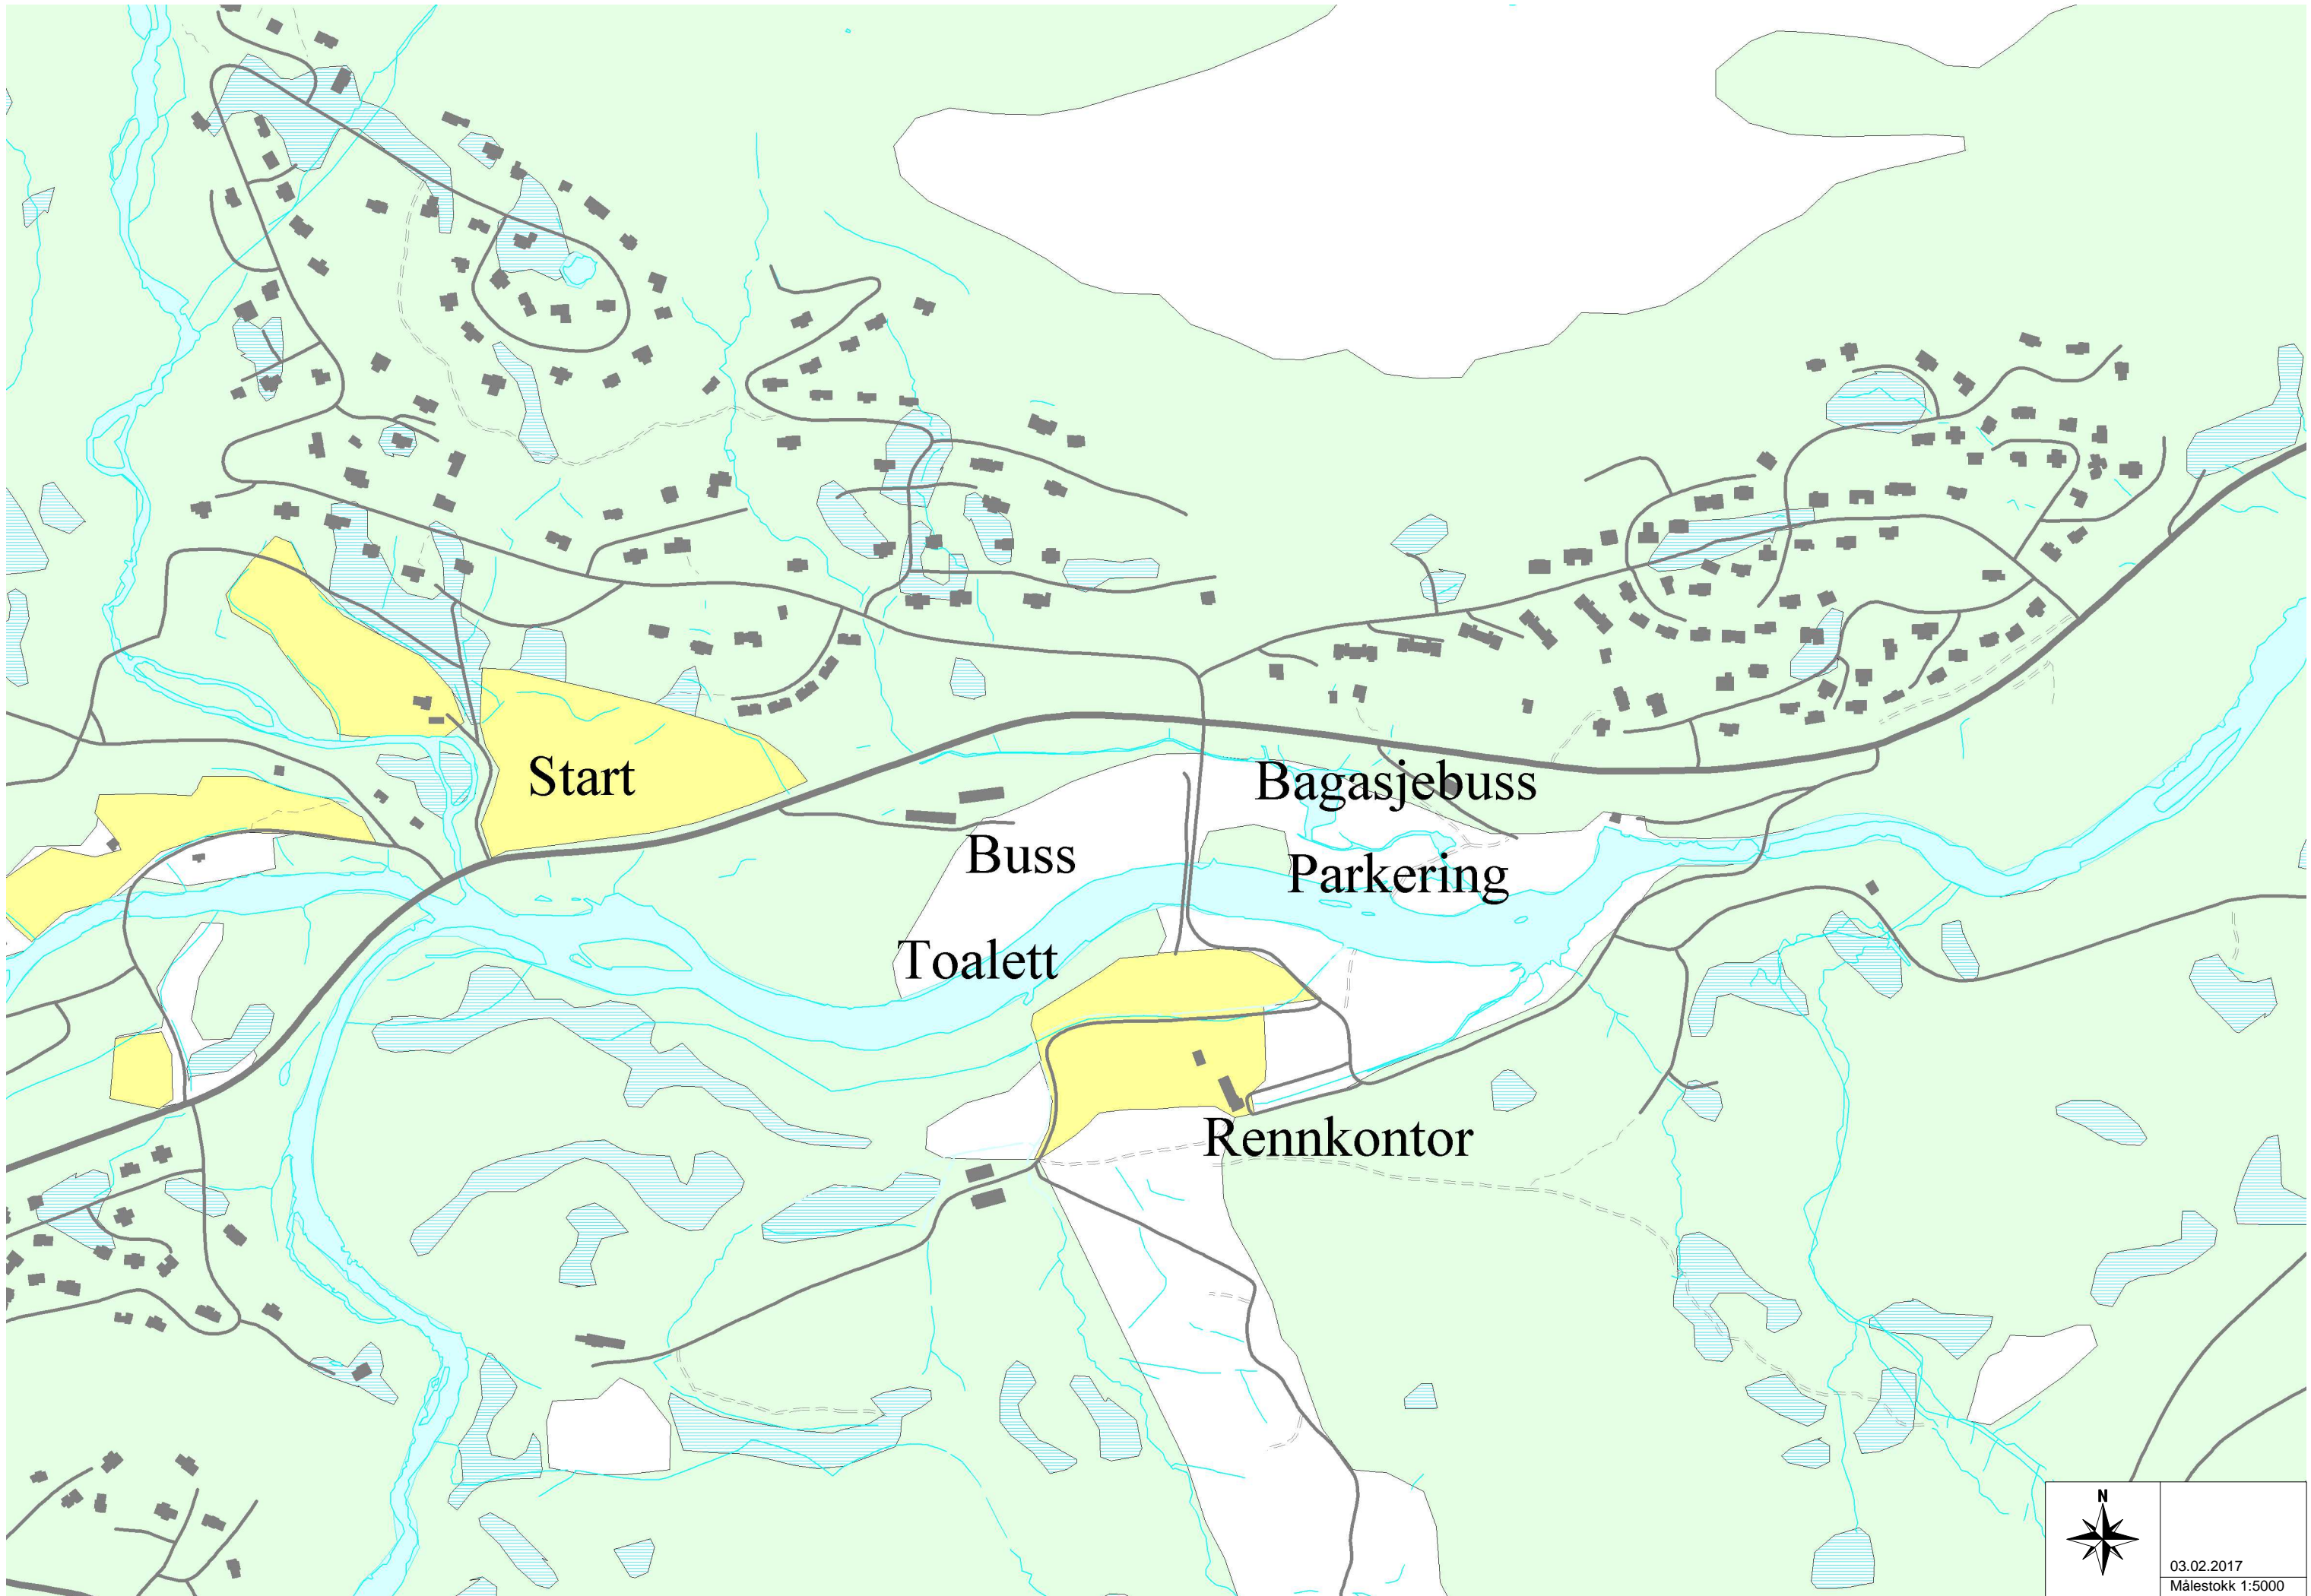 Start
Bagasjebuss
Buss
Parkering
Toalett
Rennkontor
N
03.02.2017
Målestokk 1:5000